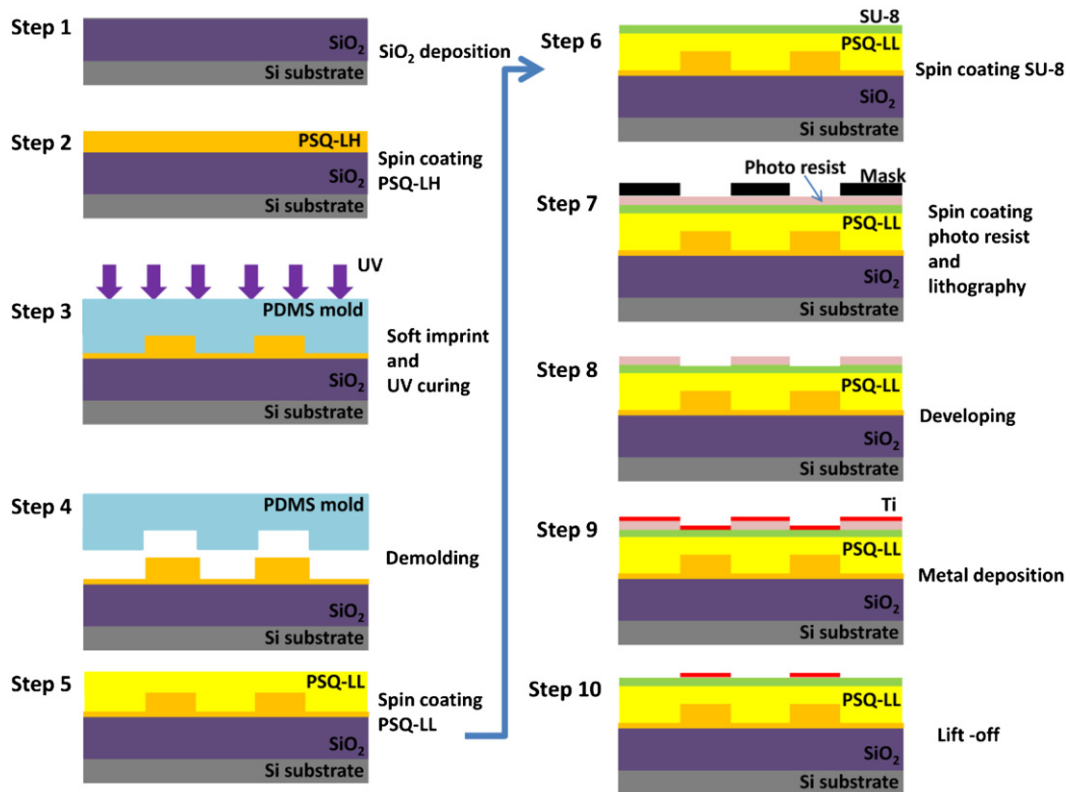 Step 1
SiO₂
Si substrate
SiO₂ deposition
Step 2
PSQ-LH
SiO₂
Si substrate
Spin coating
PSQ-LH
UV
Step 3
PDMS mold
SiO₂
Si substrate
Soft imprint
and
UV curing
Step 4
PDMS mold
SiO₂
Si substrate
Demolding
Step 5
PSQ-LL
SiO₂
Si substrate
Spin coating
PSQ-LL
Step 6
SU-8
PSQ-LL
SiO₂
Si substrate
Spin coating SU-8
Step 7
Photo resist
Mask
PSQ-LL
SiO₂
Si substrate
Spin coating
photo resist
and
lithography
Step 8
PSQ-LL
SiO₂
Si substrate
Developing
Step 9
Ti
PSQ-LL
SiO₂
Si substrate
Metal deposition
Step 10
PSQ-LL
SiO₂
Si substrate
Lift -off